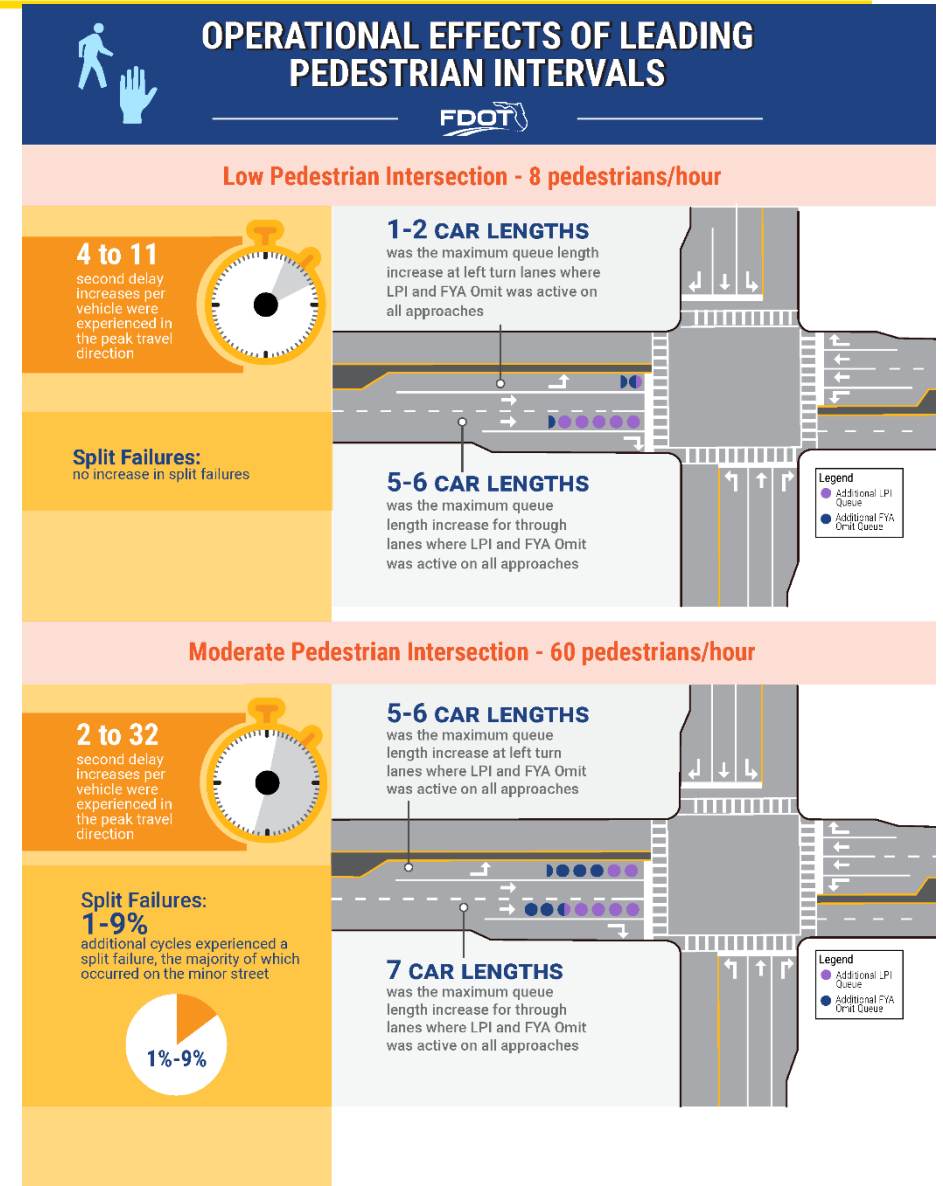 OPERATIONAL EFFECTS OF LEADING
PEDESTRIAN INTERVALS
FDOT
Low Pedestrian Intersection - 8 pedestrians/hour
4 to 11
second delay
increases per
vehicle were
experienced in
the peak travel
direction
Split Failures:
no increase in split failures
1-2 CAR LENGTHS
was the maximum queue length
increase at left turn lanes where
LPI and FYA Omit was active on
all approaches
5-6 CAR LENGTHS
was the maximum queue
length increase for through
lanes where LPI and FYA Omit
was active on all approaches
Legend
Additional LPI
Queue
Additional FYA
Omit Queue
Moderate Pedestrian Intersection - 60 pedestrians/hour
2 to 32
second delay
increases per
vehicle were
experienced in
the peak travel
direction
Split Failures:
1-9%
additional cycles experienced a
split failure, the majority of which
occurred on the minor street
1%-9%
5-6 CAR LENGTHS
was the maximum queue
length increase at left turn
lanes where LPI and FYA Omit
was active on all approaches
7 CAR LENGTHS
was the maximum queue
length increase for through
lanes where LPI and FYA Omit
was active on all approaches
Legend
Additional LPI
Queue
Additional FYA
Omit Queue